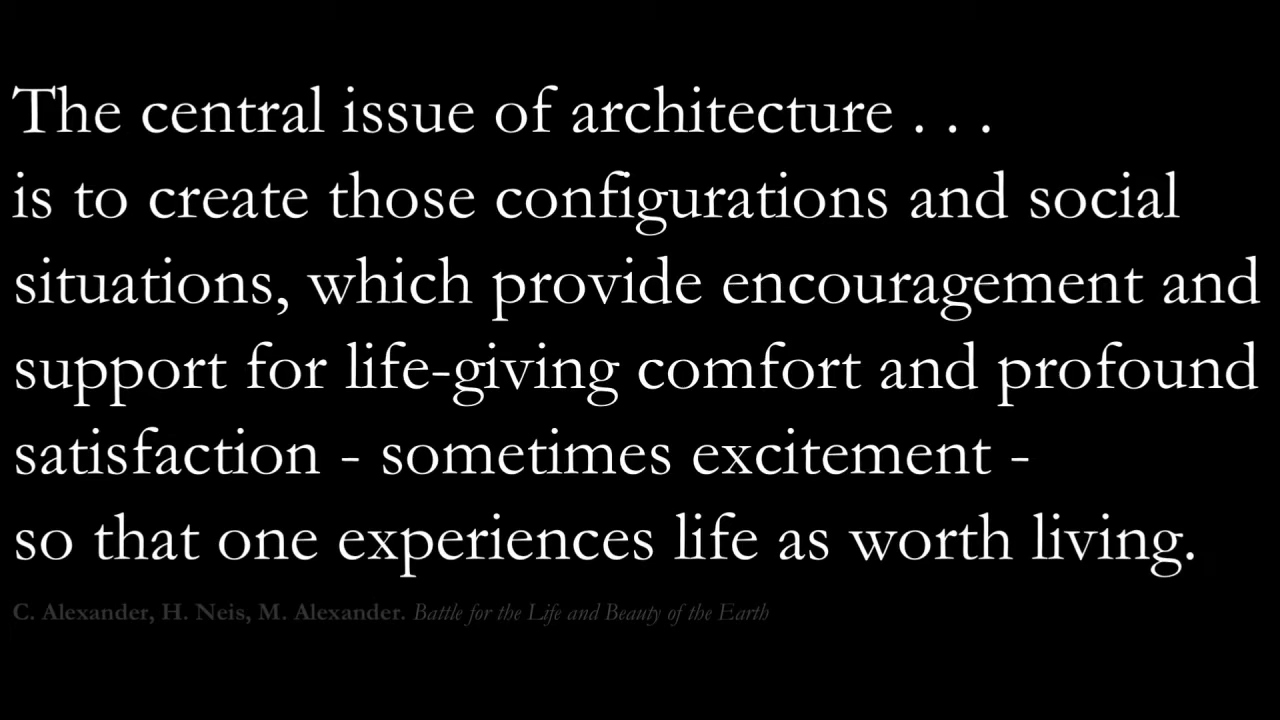 The central issue of architecture . . .
is to create those configurations and social
situations, which provide encouragement and
support for life-giving comfort and profound
satisfaction - sometimes excitement -
so that one experiences life as worth living.
C. Alexander, H. Neis, M. Alexander. Battle for the Life and Beauty of the Earth